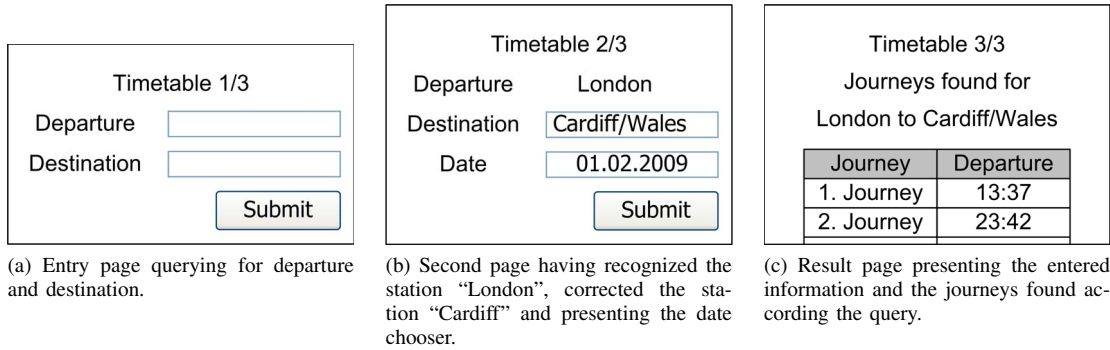 Timetable 1/3
Departure
Destination
Submit
(a) Entry page querying for departure
and destination.
Timetable 2/3
Departure London
Destination Cardiff/Wales
Date 01.02.2009
Submit
(b) Second page having recognized the
station “London”, corrected the sta-
tion “Cardiff” and presenting the date
chooser.
Timetable 3/3
Journeys found for
London to Cardiff/Wales
Journey Departure
1. Journey 13:37
2. Journey 23:42
(c) Result page presenting the entered
information and the journeys found ac-
cording the query.